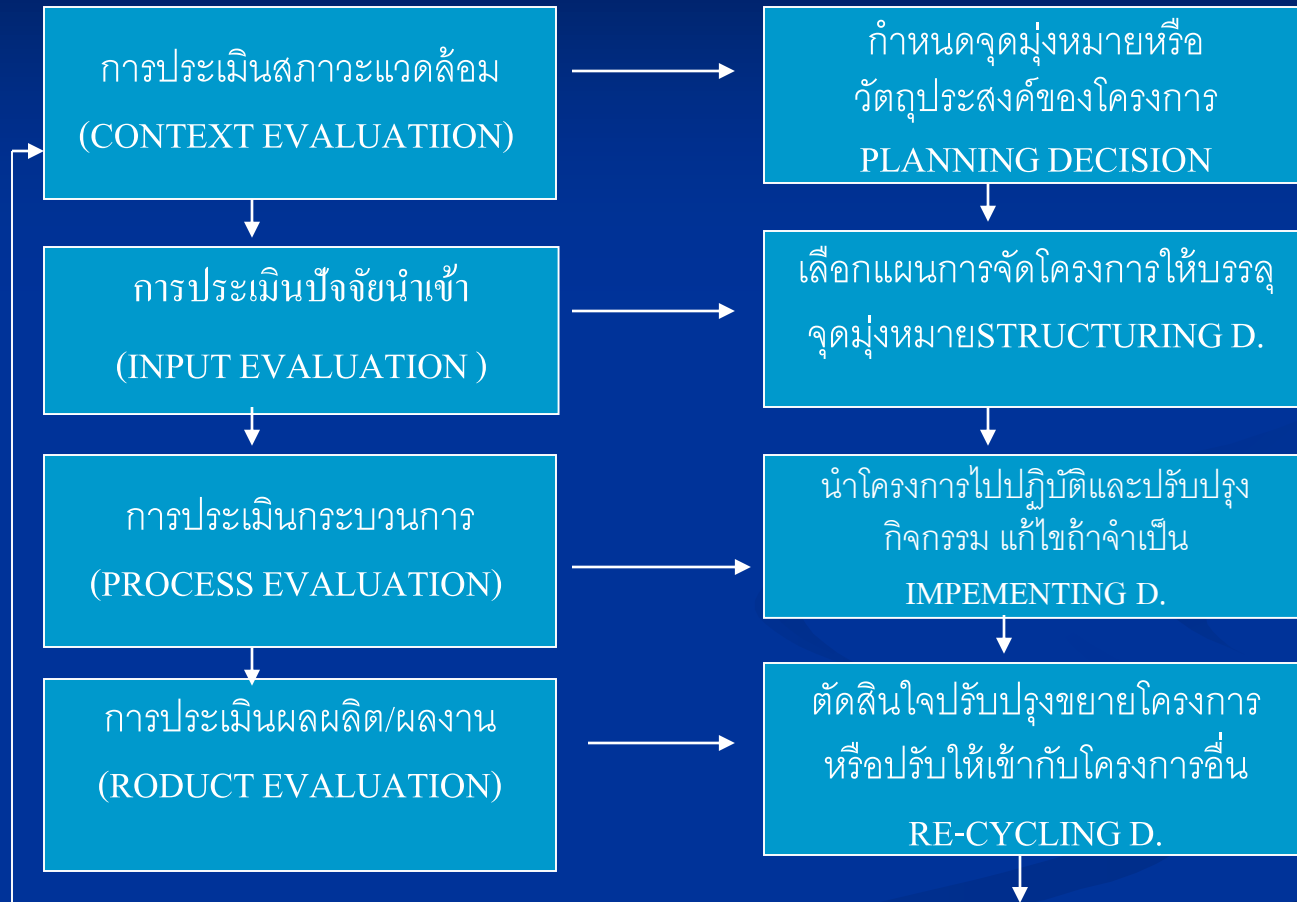 การประเมินสภาวะแวดล้อม
(CONTEXT EVALUATIION)
กำหนดจุดมุ่งหมายหรือ
วัตถุประสงค์ของโครงการ
PLANNING DECISION
การประเมินปัจจัยนำเข้า
(INPUT EVALUATION )
เลือกแผนการจัดโครงการให้บรรลุ
จุดมุ่งหมายSTRUCTURING D.
การประเมินกระบวนการ
(PROCESS EVALUATION)
นำโครงการไปปฏิบัติและปรับปรุง
กิจกรรม แก้ไขถ้าจำเป็น
IMPEMENTING D.
การประเมินผลผลิต/ผลงาน
(RODUCT EVALUATION)
ตัดสินใจปรับปรุงขยายโครงการ
หรือปรับให้เข้ากับโครงการอื่น
RE-CYCLING D.